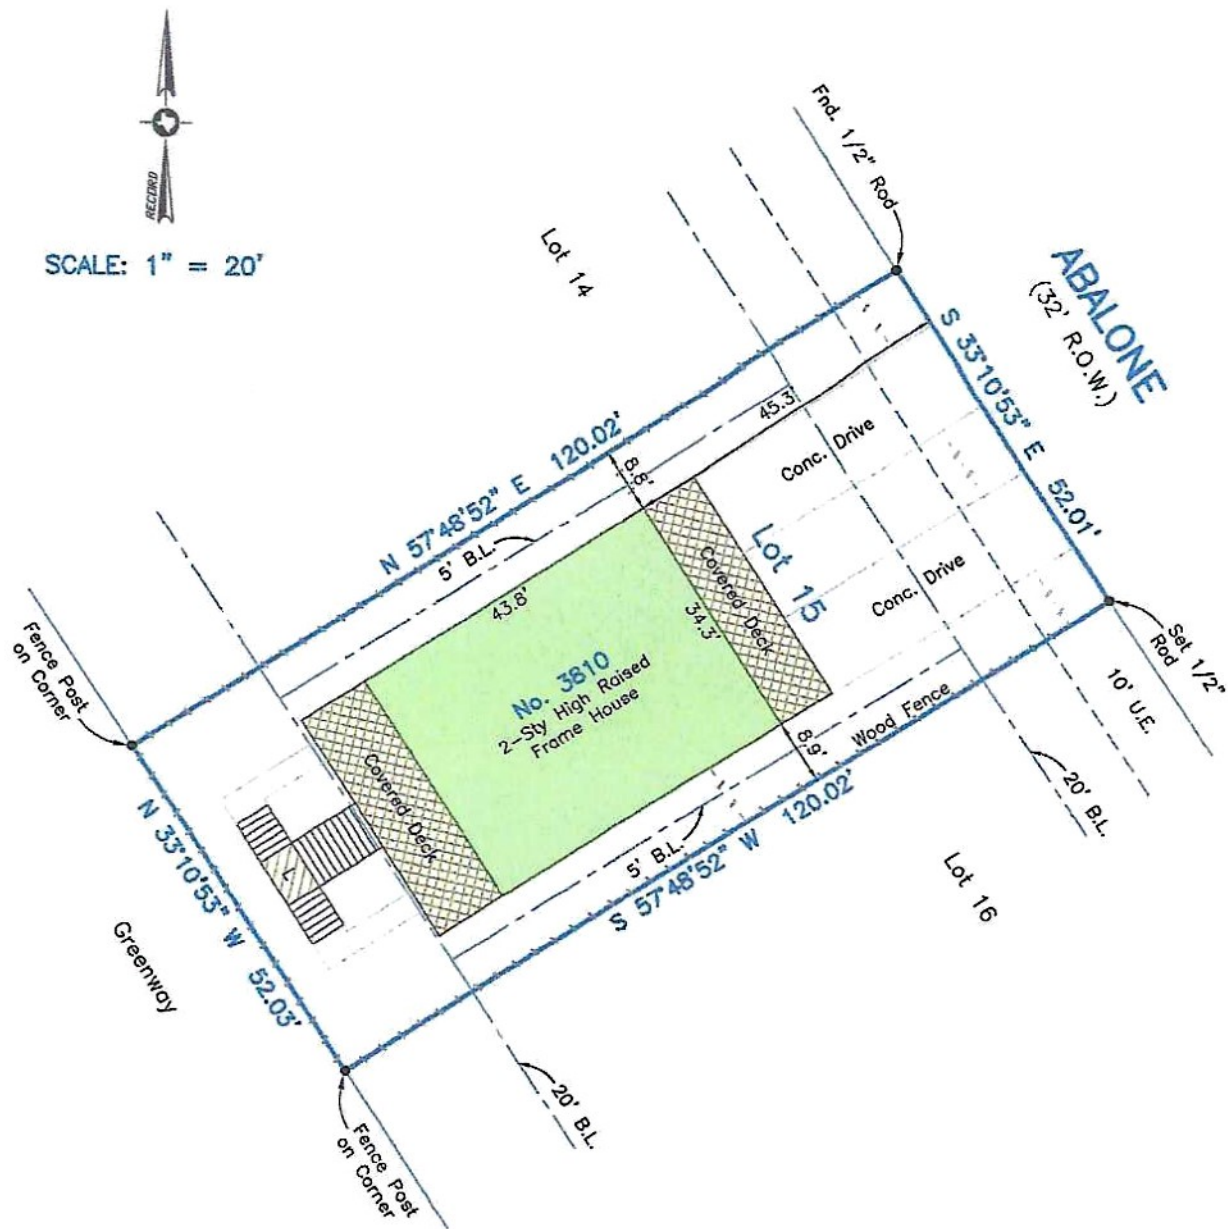 RECORD
SCALE: 1" = 20'
Fnd. 1/2" Rod
Lot 14
ABALONE
(32' R.O.W.)
S 33°10'53" E 52.01'
N 57°48'52" E 120.02'
45.3'
8.8'
Conc. Drive
5' B.L.
43.8'
Covered Deck
34.3'
Lot 15
Conc. Drive
Set 1/2"
Rod
Fence Post
on Corner
No. 3810
2-Sty High Raised
Frame House
10' U.E.
Wood Fence
8.9'
20' B.L.
Covered Deck
L
5' B.L.
S 57°48'52" W 120.02'
N 33°10'53" W 52.03'
Lot 16
Greenway
20' B.L.
Fence Post
on Corner